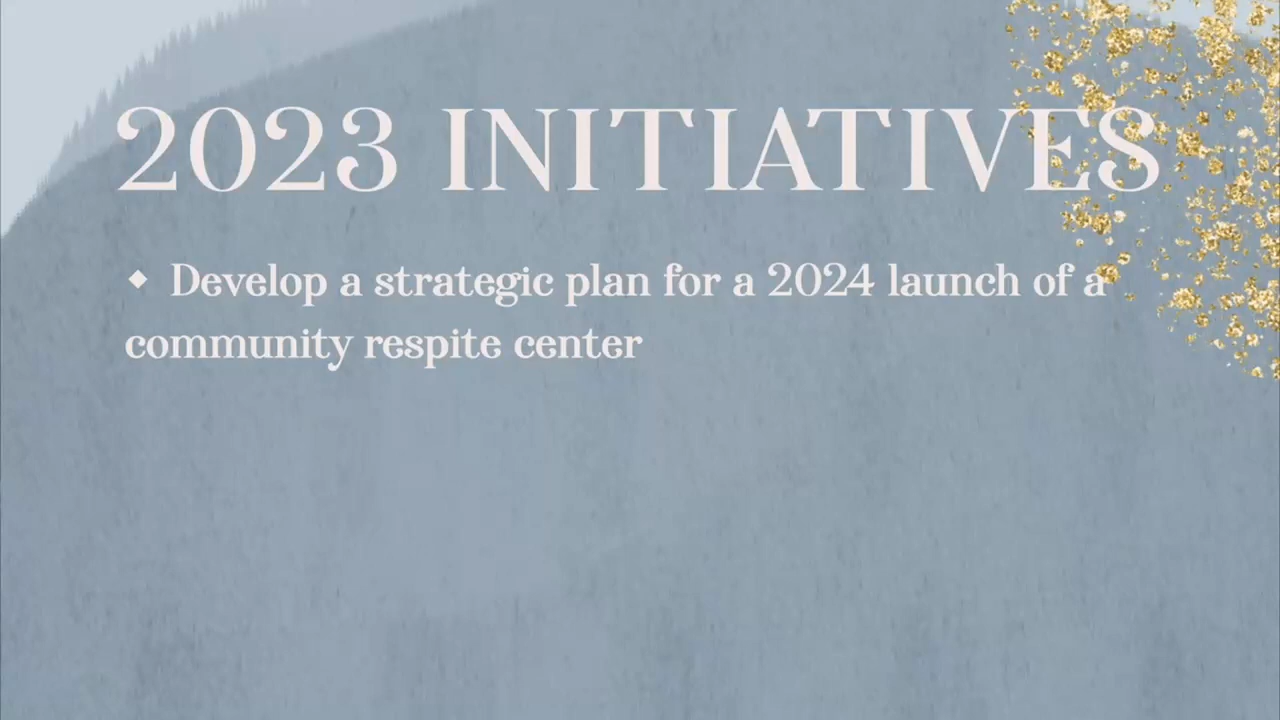 2023 INITIATIVES
◆ Develop a strategic plan for a 2024 launch of a
community respite center